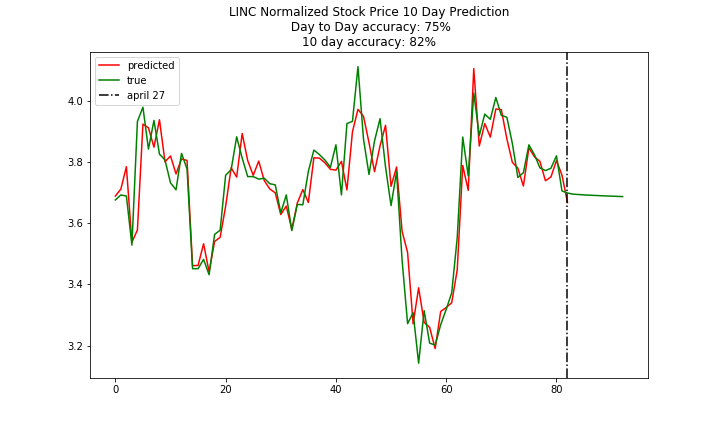 LINC Normalized Stock Price 10 Day Prediction
Day to Day accuracy: 75%
10 day accuracy: 82%
predicted
true
april 27
4.0
3.8
3.6
3.4
3.2
0 20 40 60 80